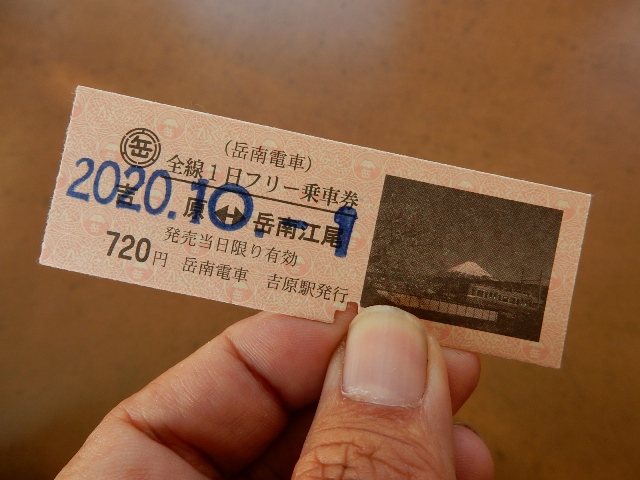 (岳南電車)
岳 全線1日フリー乗車券
2020.10.-1
吉原↔岳南江尾
発売当日限り有効
720円 岳南電車 吉原駅発行